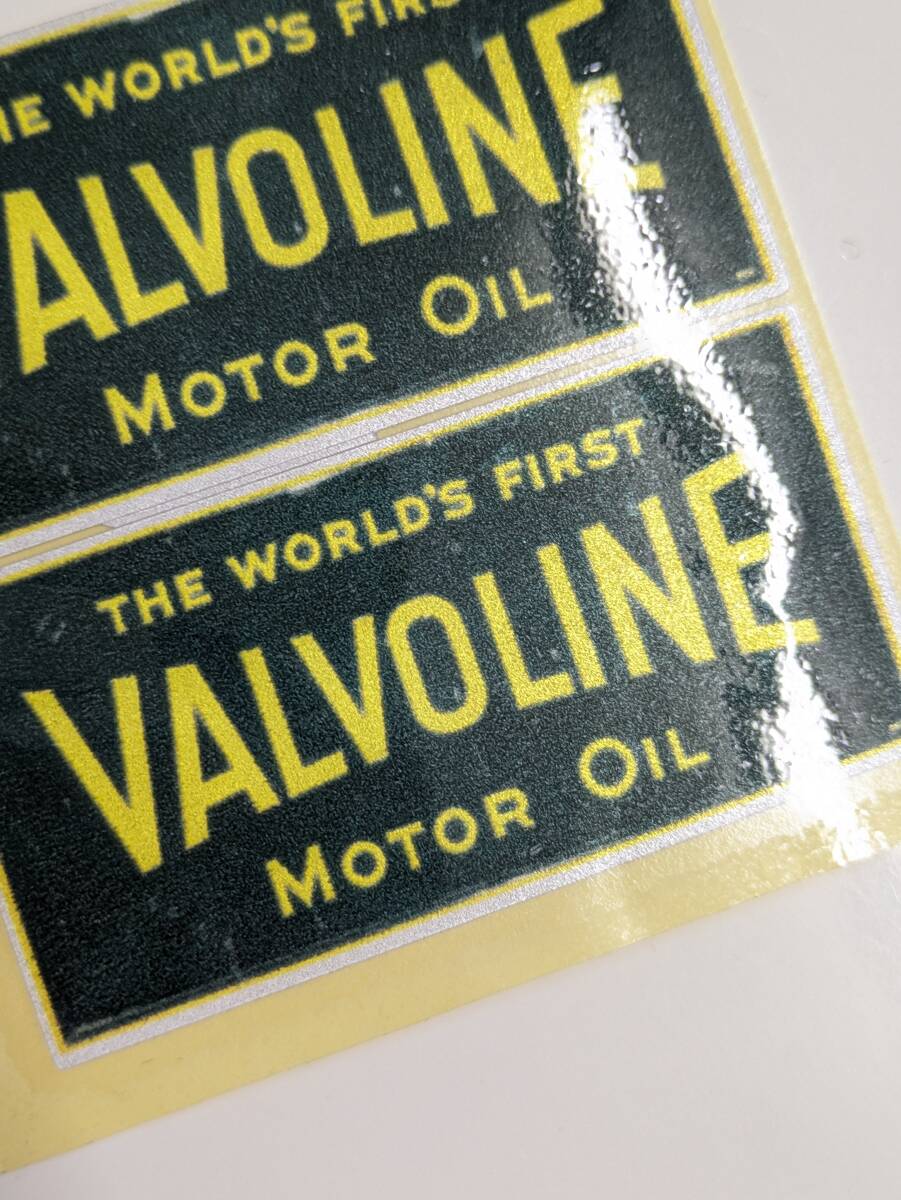 THE WORLD'S FIRST
VALVOLINE
MOTOR OIL
THE WORLD'S FIRST
VALVOLINE
MOTOR OIL